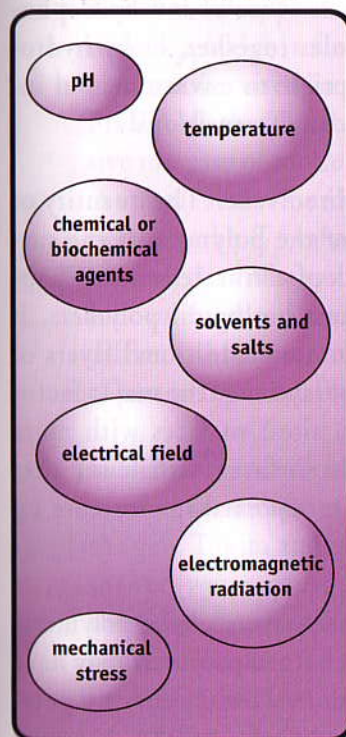 pH
temperature
chemical or
biochemical
agents
solvents and
salts
electrical field
electromagnetic
radiation
mechanical
stress